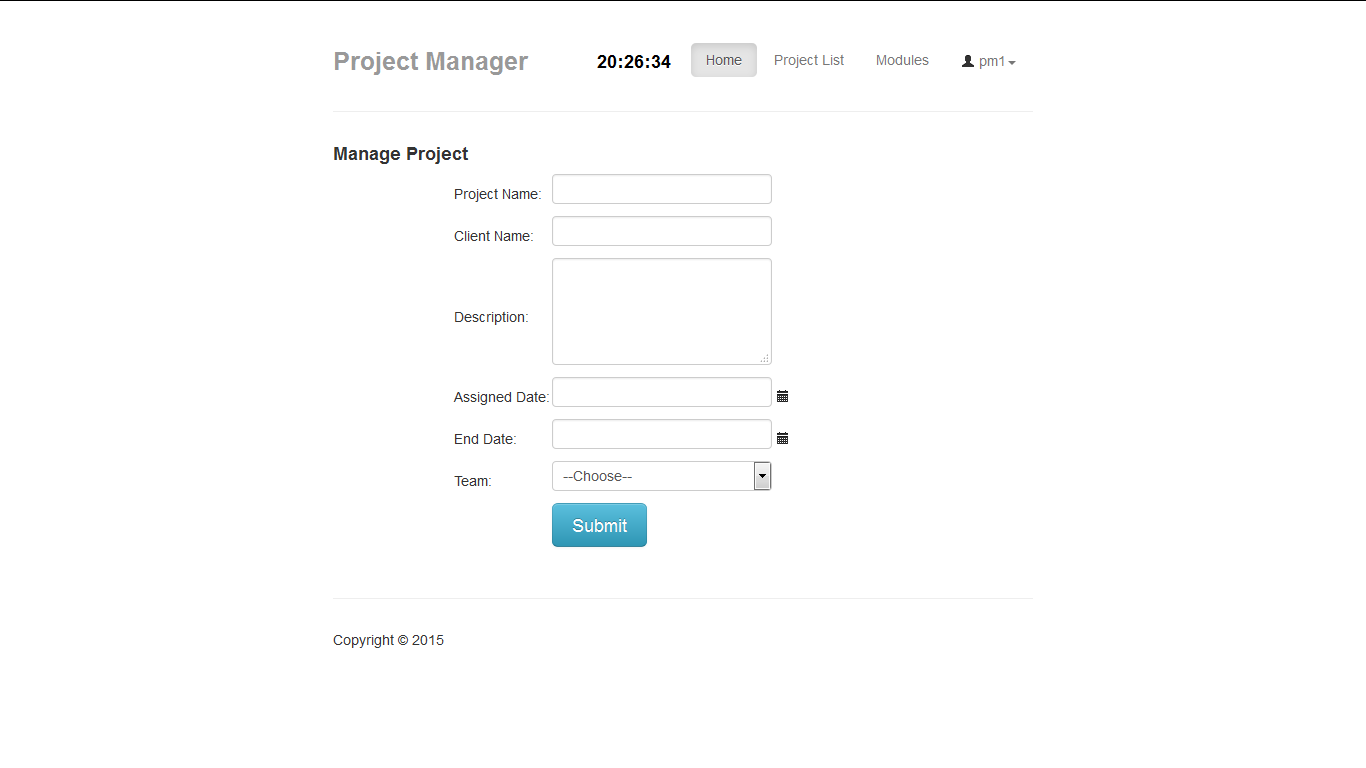 Project Manager 20:26:34 Home Project List Modules pm1
Manage Project
Project Name:
Client Name:
Description:
Assigned Date:
End Date:
Team: --Choose--
Submit
Copyright © 2015